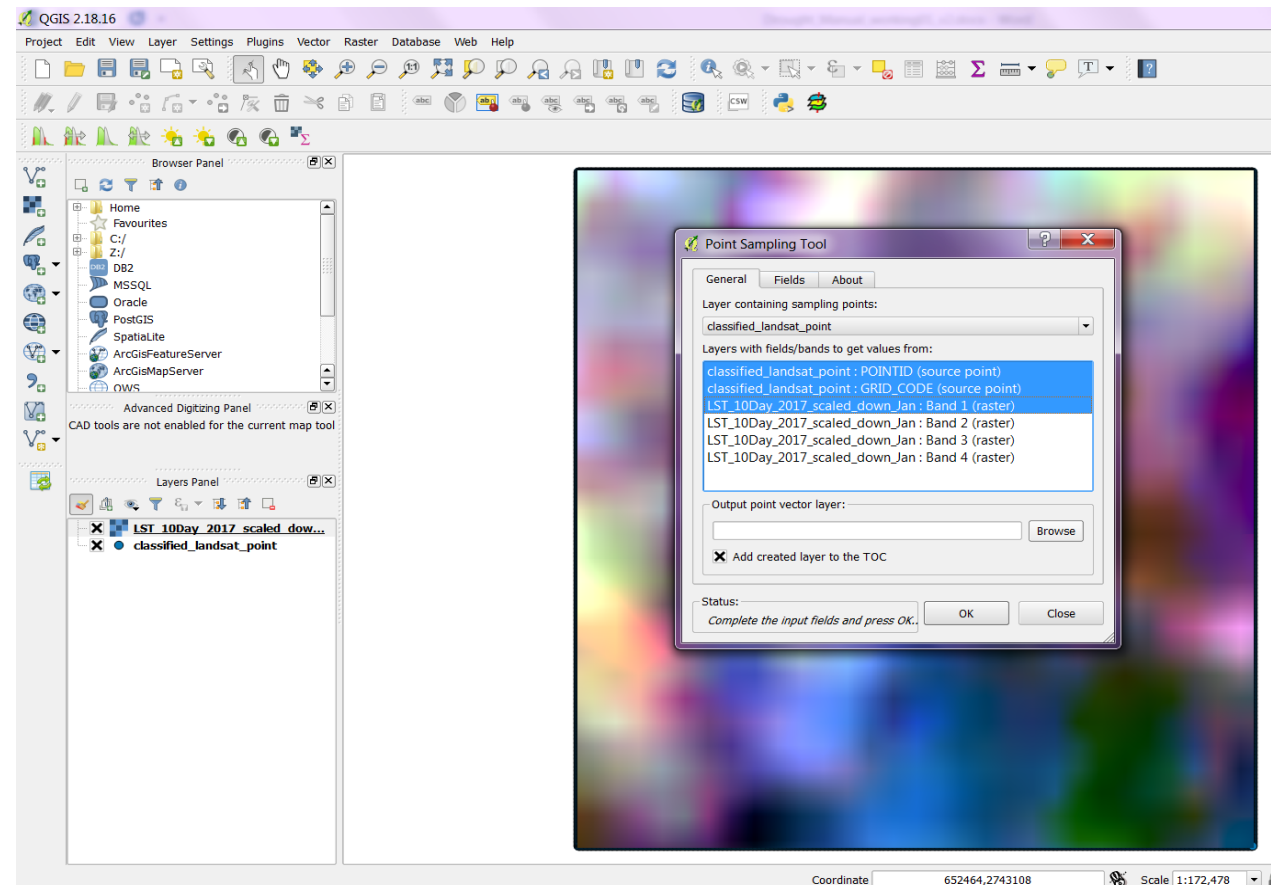 QGIS 2.18.16
Project Edit View Layer Settings Plugins Vector Raster Database Web Help
Browser Panel
Home
Favourites
C:/
Z:/
DB2
MSSQL
Oracle
PostGIS
SpatiaLite
ArcGisFeatureServer
ArcGisMapServer
OWS
Advanced Digitizing Panel
CAD tools are not enabled for the current map tool
Layers Panel
LST_10Day_2017_scaled_dow...
classified_landsat_point
Point Sampling Tool
General Fields About
Layer containing sampling points:
classified_landsat_point
Layers with fields/bands to get values from:
classified_landsat_point : POINTID (source point)
classified_landsat_point : GRID_CODE (source point)
LST_10Day_2017_scaled_down_Jan : Band 1 (raster)
LST_10Day_2017_scaled_down_Jan : Band 2 (raster)
LST_10Day_2017_scaled_down_Jan : Band 3 (raster)
LST_10Day_2017_scaled_down_Jan : Band 4 (raster)
Output point vector layer:
Browse
Add created layer to the TOC
Status:
Complete the input fields and press OK..
OK Close
Coordinate 652464,2743108 Scale 1:172,478